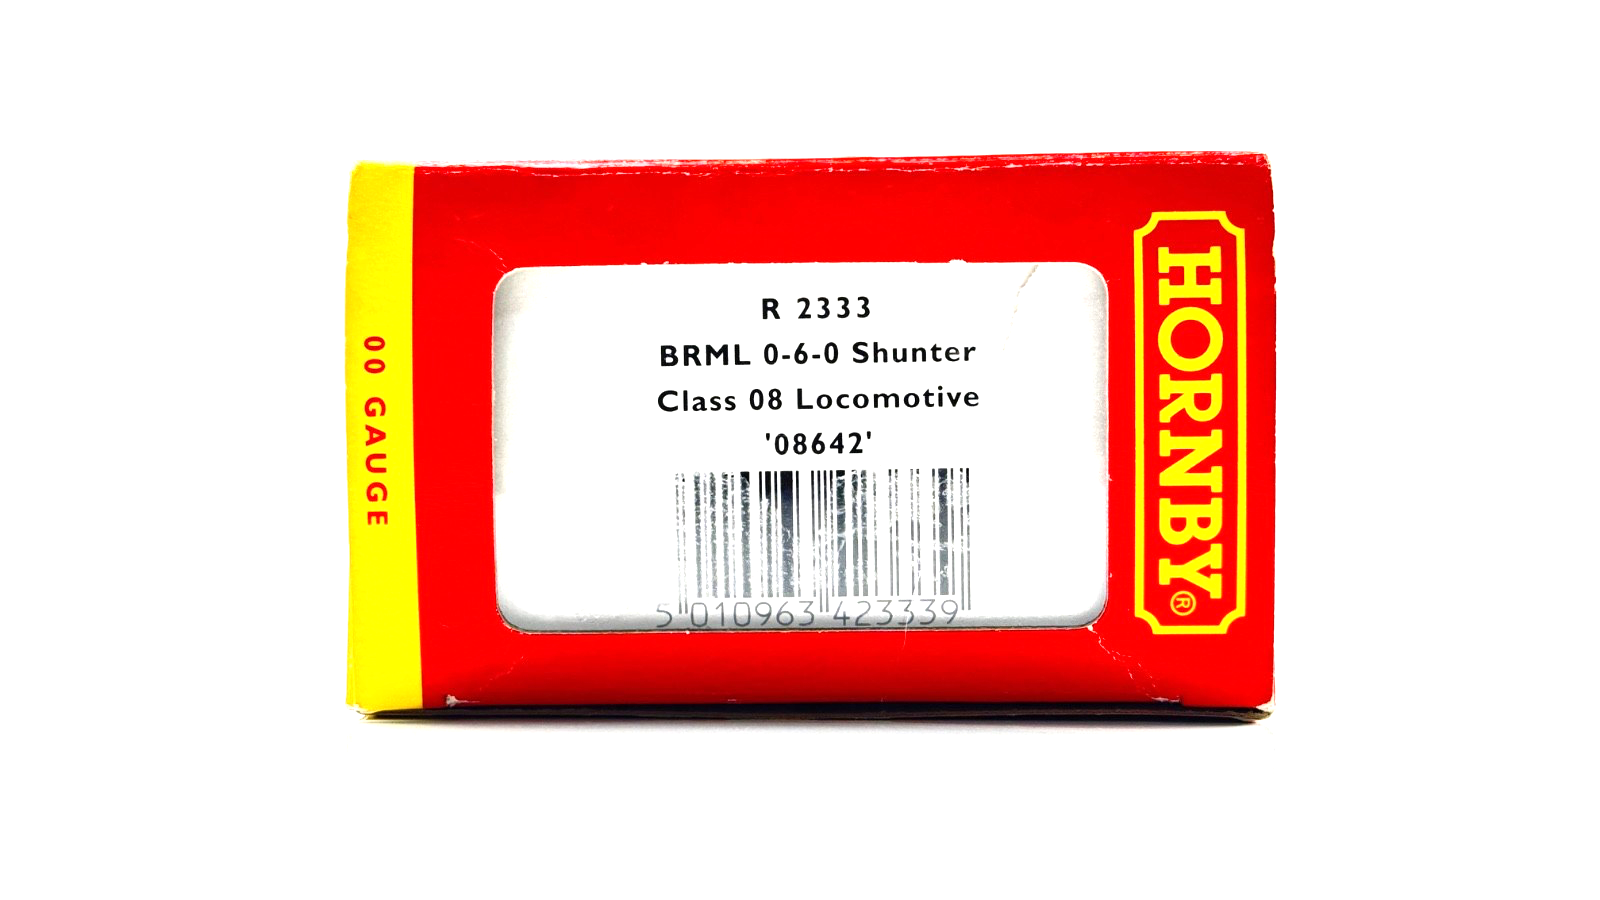 00 GAUGE
R 2333
BRML 0-6-0 Shunter
Class 08 Locomotive
'08642'
5 010963 423339
HORNBY®